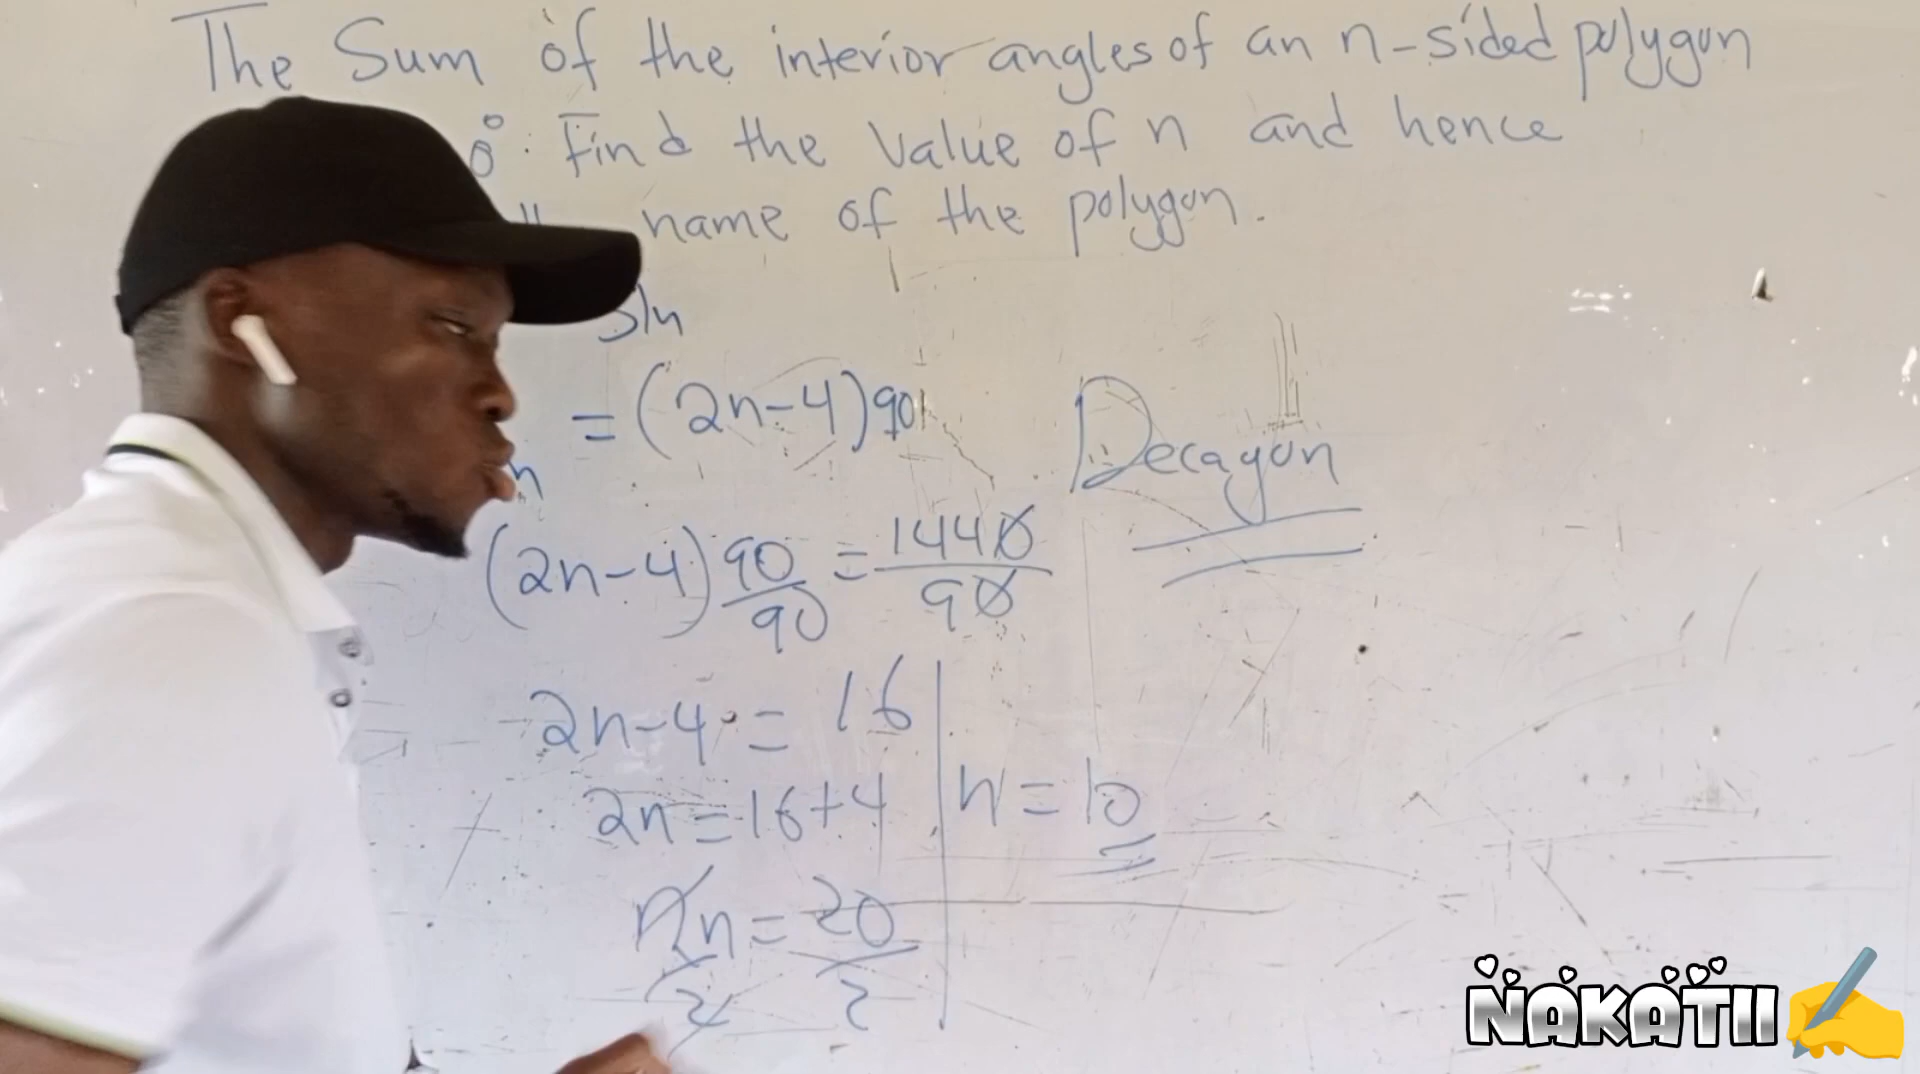 The Sum of the interior angles of an n-sided polygon
0°. Find the value of n and hence
name of the polygon.
Sln
= (2n-4)90
n
Decagon
(2n-4) 90/90 = 1440/90
2n-4 = 16
2n = 16+4
n = 10
2n/2 = 20/2
NAKATII